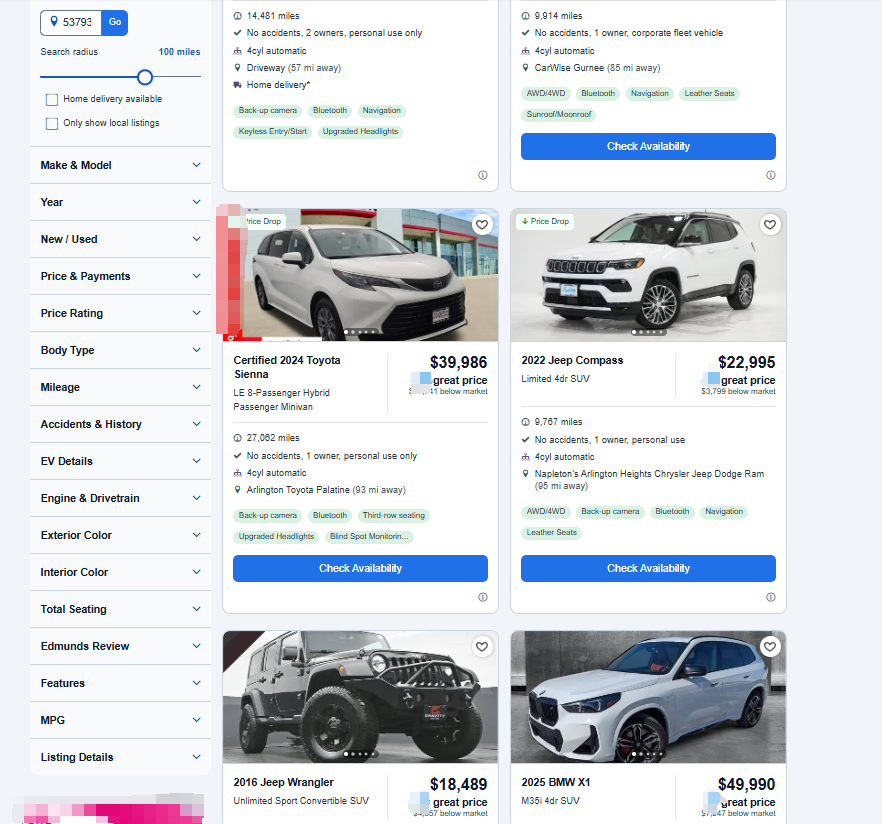 53793
Go
Search radius
100 miles
Home delivery available
Only show local listings
Make & Model
Year
New / Used
Price & Payments
Price Rating
Body Type
Mileage
Accidents & History
EV Details
Engine & Drivetrain
Exterior Color
Interior Color
Total Seating
Edmunds Review
Features
MPG
Listing Details
14,481 miles
No accidents, 2 owners, personal use only
4cyl automatic
Driveway (57 mi away)
Home delivery*
Back-up camera
Bluetooth
Navigation
Keyless Entry/Start
Upgraded Headlights
9,914 miles
No accidents, 1 owner, corporate fleet vehicle
4cyl automatic
CarWise Gurnee (85 mi away)
AWD/4WD
Bluetooth
Navigation
Leather Seats
Sunroof/Moonroof
Check Availability
Price Drop
Certified 2024 Toyota
Sienna
LE 8-Passenger Hybrid
Passenger Minivan
$39,986
great price
below market
27,062 miles
No accidents, 1 owner, personal use only
4cyl automatic
Arlington Toyota Palatine (93 mi away)
Back-up camera
Bluetooth
Third-row seating
Upgraded Headlights
Blind Spot Monitorin...
Check Availability
Price Drop
2022 Jeep Compass
Limited 4dr SUV
$22,995
great price
$3,799 below market
9,767 miles
No accidents, 1 owner, personal use
4cyl automatic
Napleton's Arlington Heights Chrysler Jeep Dodge Ram
(95 mi away)
AWD/4WD
Back-up camera
Bluetooth
Navigation
Leather Seats
Check Availability
2016 Jeep Wrangler
Unlimited Sport Convertible SUV
$18,489
great price
below market
2025 BMW X1
M35i 4dr SUV
$49,990
great price
below market